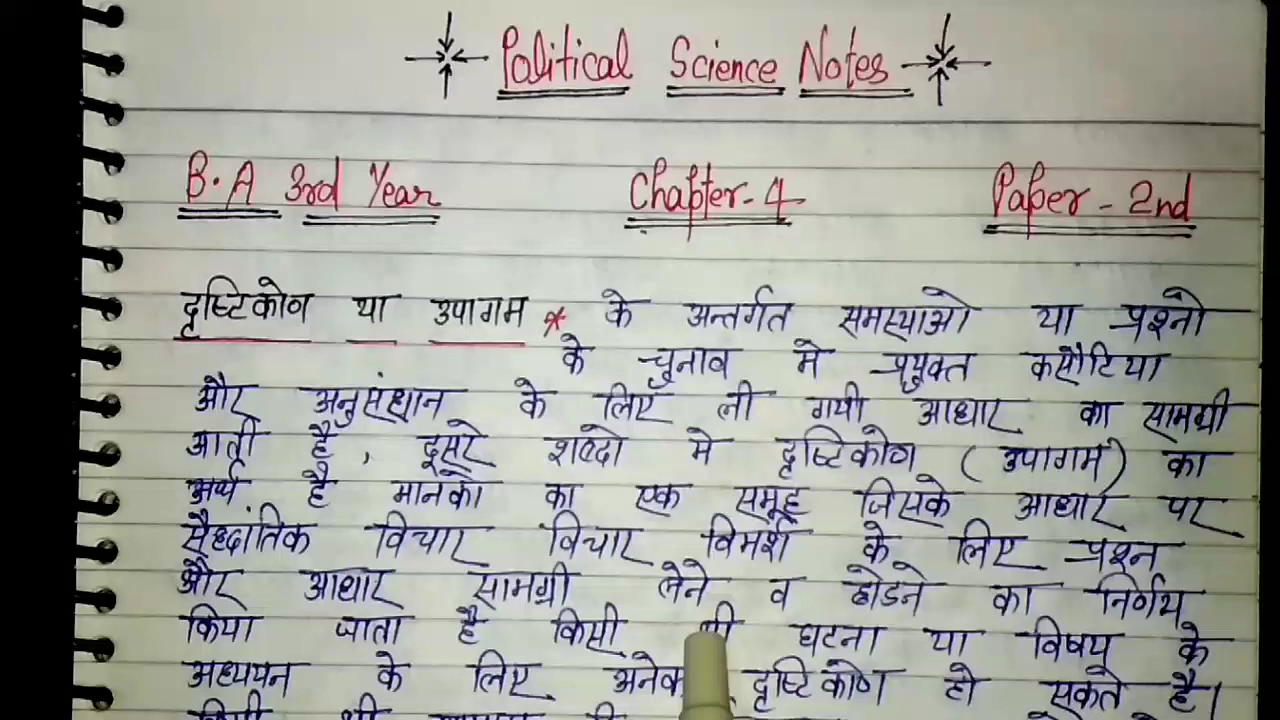 Political Science Notes
B.A 3rd Year Chapter-4 Paper-2nd
दृष्टिकोण या उपागम * के अन्तर्गत समस्याओ या प्रश्नो
के चुनाव मे प्रयुक्त कसौटिया
और अनुसंधान के लिए ली गयी आधार का सामग्री
आती है, दूसरे शब्दो मे दृष्टिकोण (उपागम) का
अर्थ है मानको का एक समूह जिसके आधार पर
सैद्धांतिक विचार विचार विमर्श के लिए प्रश्न
और आधार सामग्री लेने व छोडने का निर्णय
किया जाता है किसी भी घटना या विषय के
अध्ययन के लिए अनेक दृष्टिकोण हो सकते है।